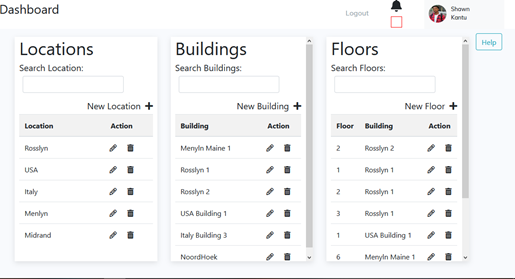 Dashboard
Logout
Shawn
Kantu
Help
Locations
Search Location:
New Location +
Location Action
Rosslyn
USA
Italy
Menlyn
Midrand
Buildings
Search Buildings:
New Building +
Building Action
Menyln Maine 1
Rosslyn 1
Rosslyn 2
USA Building 1
Italy Building 3
NoordHoek
Floors
Search Floors:
New Floor +
Floor Building Action
2 Rosslyn 2
1 Rosslyn 1
2 Rosslyn 1
3 Rosslyn 1
1 USA Building 1
6 Menyln Maine 1